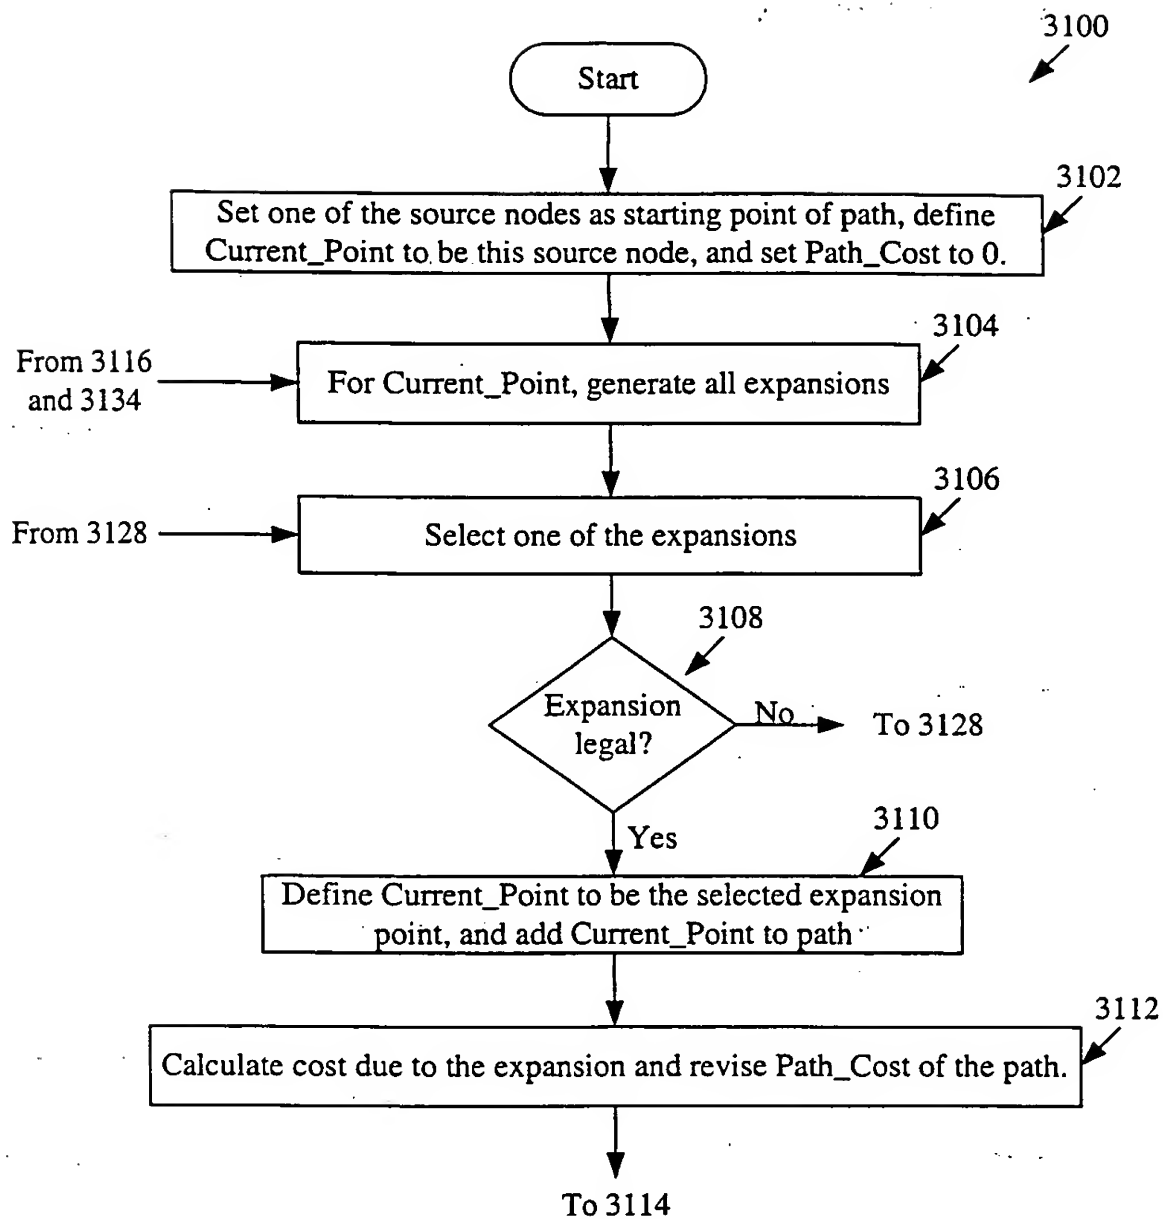 3100
Start
3102
Set one of the source nodes as starting point of path, define
Current_Point to be this source node, and set Path_Cost to 0.
3104
From 3116
and 3134
For Current_Point, generate all expansions
3106
From 3128
Select one of the expansions
3108
Expansion
legal?
No
To 3128
Yes
3110
Define Current_Point to be the selected expansion
point, and add Current_Point to path
3112
Calculate cost due to the expansion and revise Path_Cost of the path.
To 3114